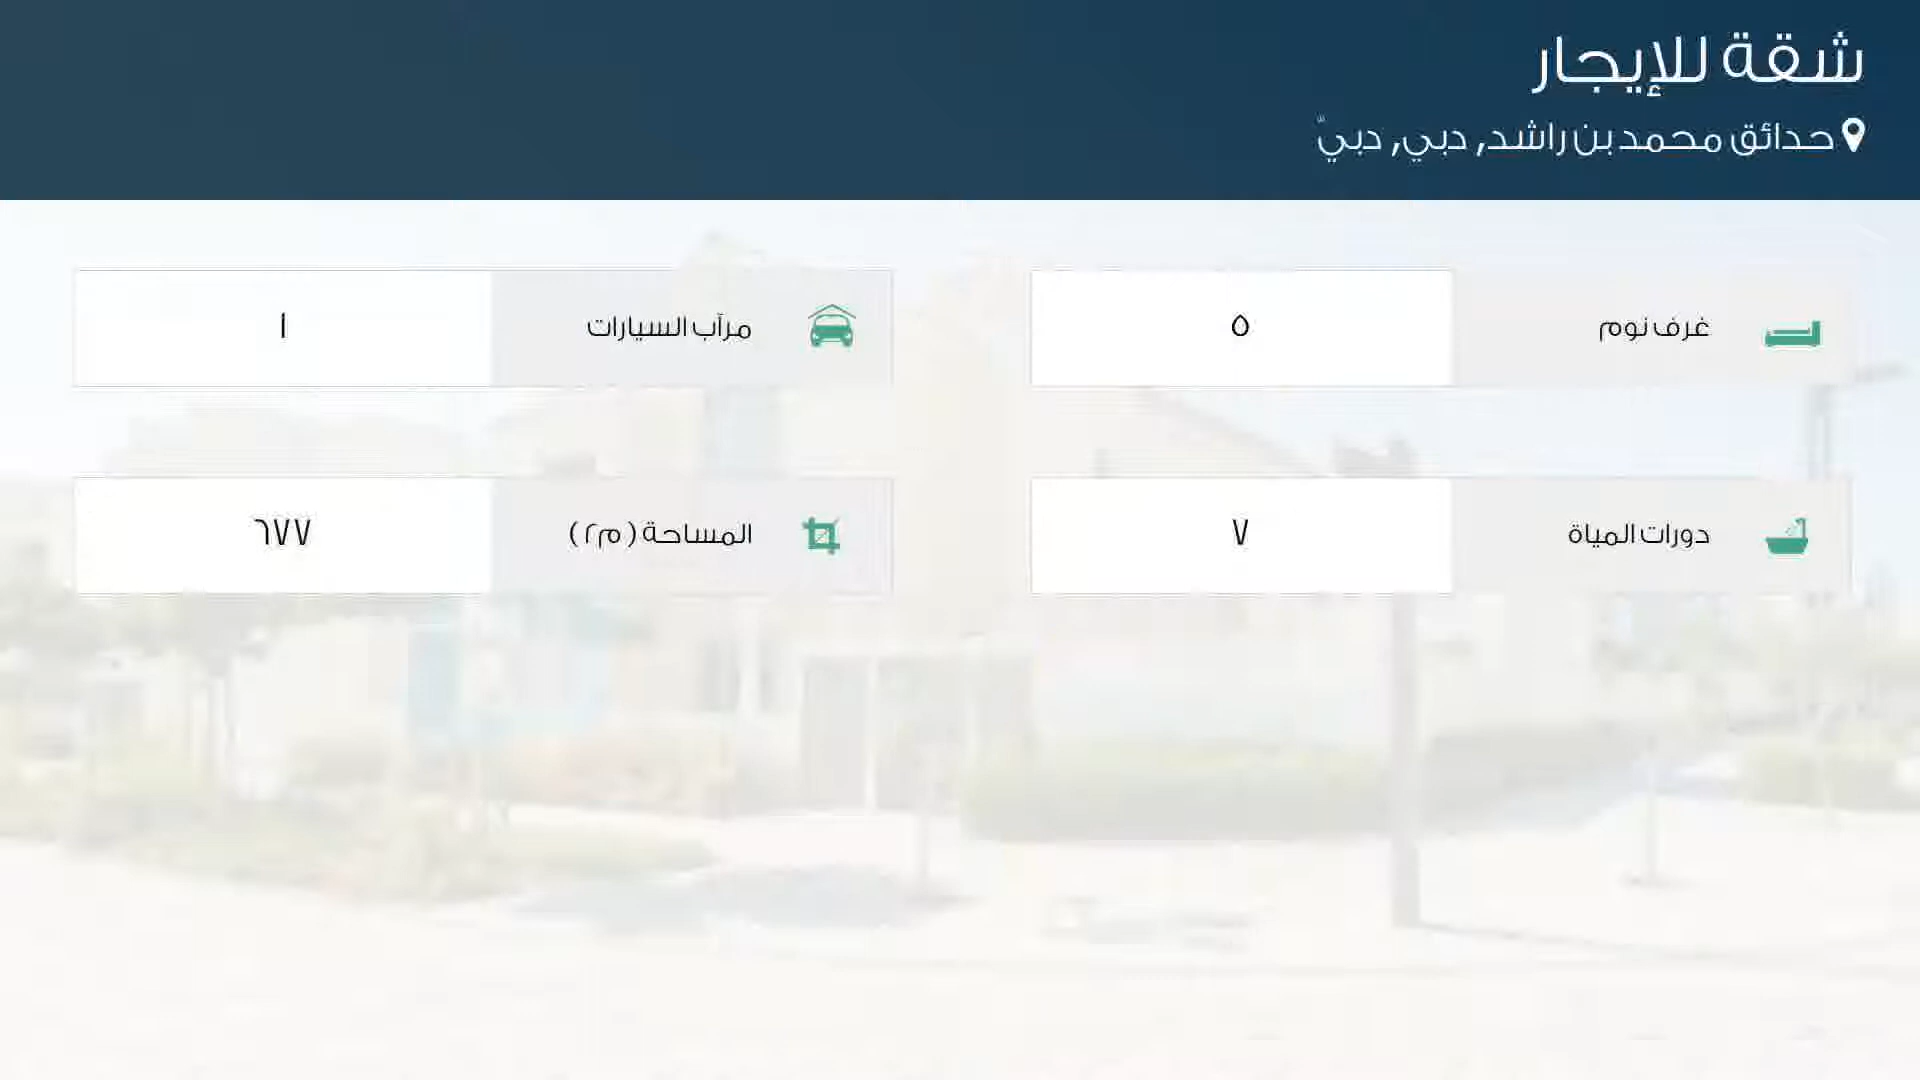 شقة للإيجار
حدائق محمد بن راشد, دبي, دبيّ
غرف نوم
٥
مرآب السيارات
١
دورات المياة
٧
المساحة ( م٢ )
٦٧٧